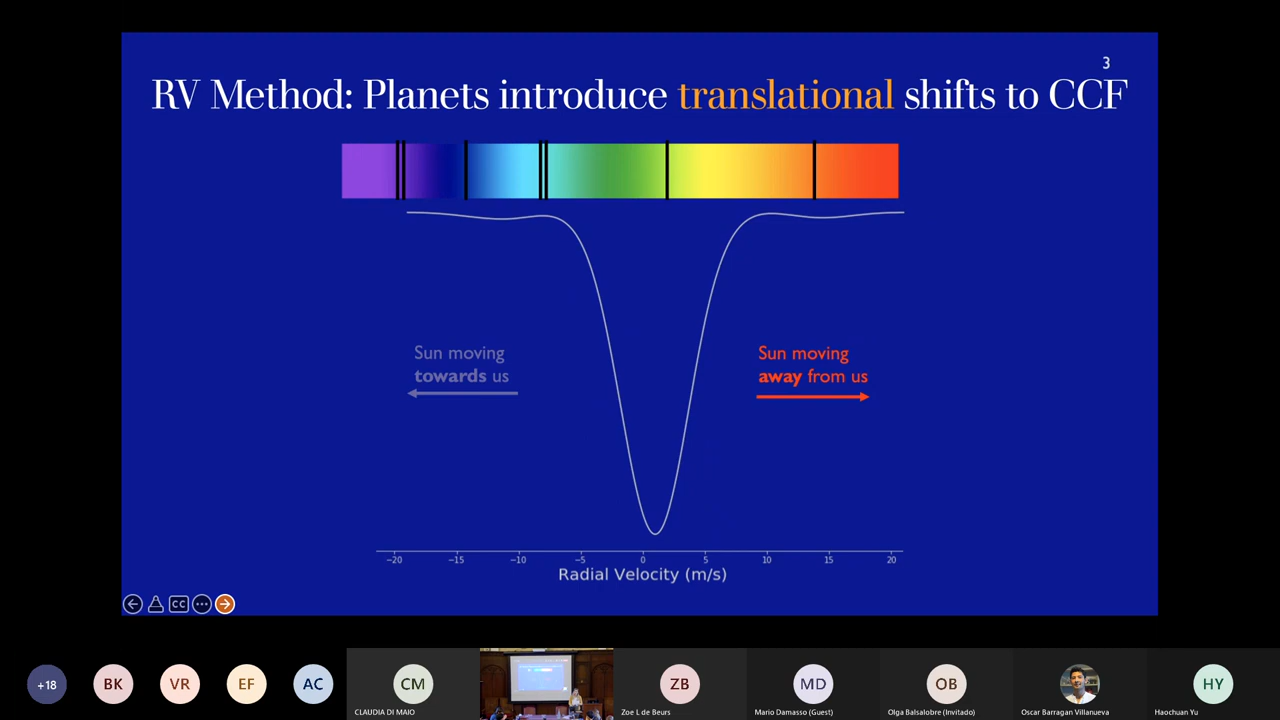 3
RV Method: Planets introduce translational shifts to CCF
Sun moving
towards us
Sun moving
away from us
−20 −15 −10 −5 0 5 10 15 20
Radial Velocity (m/s)
CC
+18 BK VR EF AC CM ZB MD OB HY
CLAUDIA DI MAIO Zoe L de Beurs Mario Damasso (Guest) Olga Balsalobre (Invitado) Oscar Barragan Villanueva Haochuan Yu